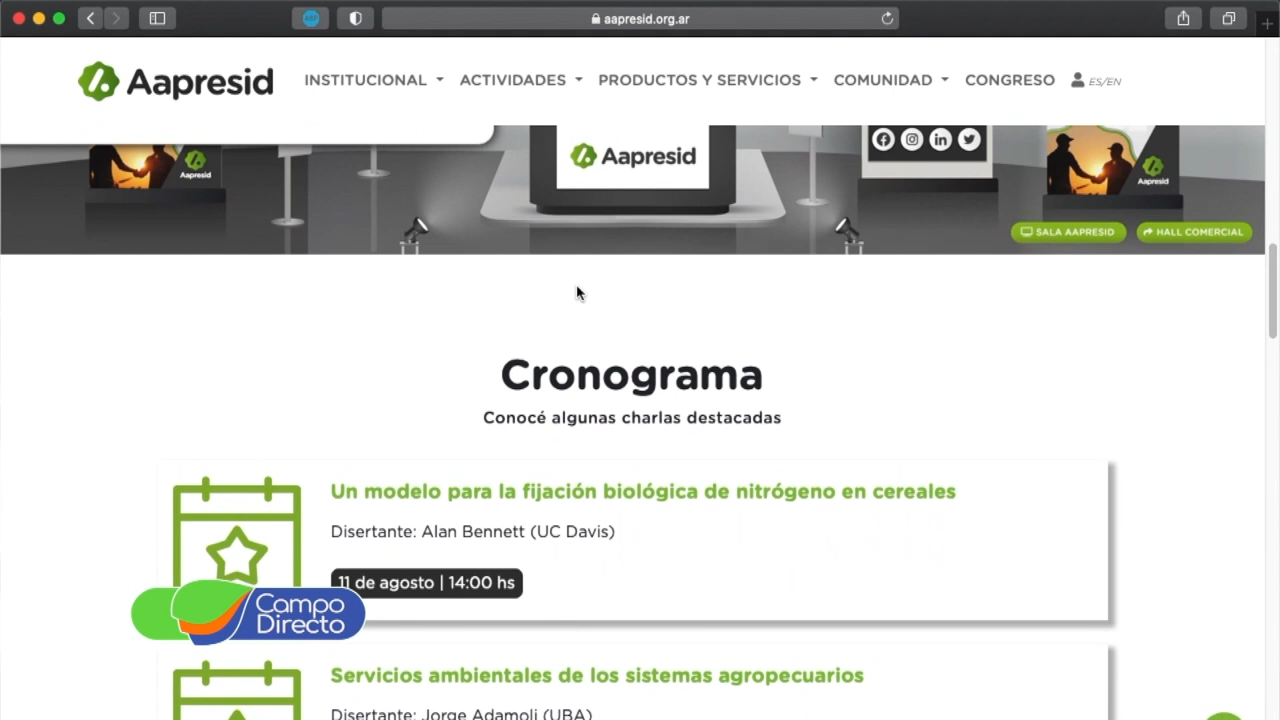 aapresid.org.ar
Aapresid
INSTITUCIONAL
ACTIVIDADES
PRODUCTOS Y SERVICIOS
COMUNIDAD
CONGRESO
ES/EN
Aapresid
Aapresid
Aapresid
SALA AAPRESID
HALL COMERCIAL
Cronograma
Conocé algunas charlas destacadas
Un modelo para la fijación biológica de nitrógeno en cereales
Disertante: Alan Bennett (UC Davis)
11 de agosto | 14:00 hs
Campo
Directo
Servicios ambientales de los sistemas agropecuarios
Disertante: Jorge Adamoli (UBA)